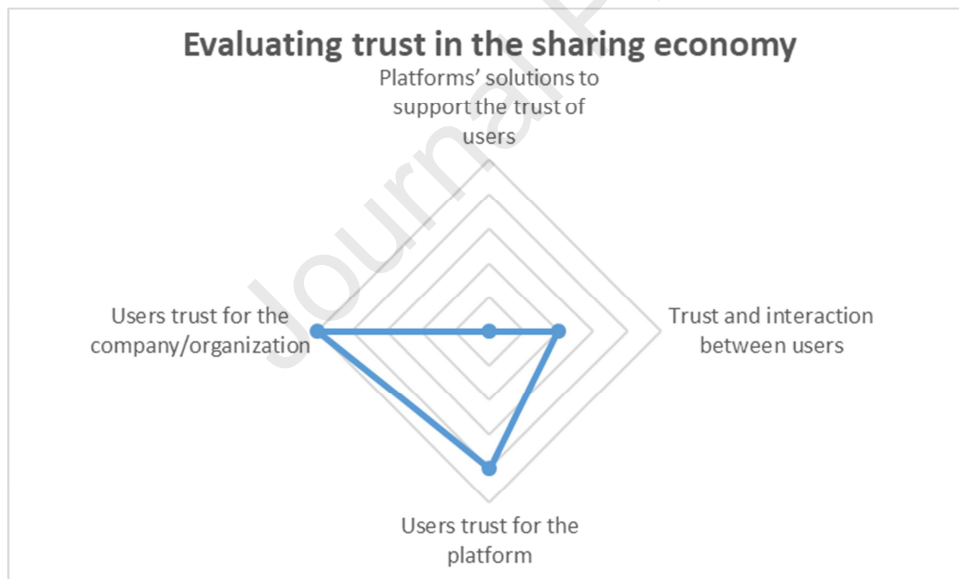 Evaluating trust in the sharing economy
Platforms' solutions to
support the trust of
users
Users trust for the
company/organization
Trust and interaction
between users
Users trust for the
platform
Journal